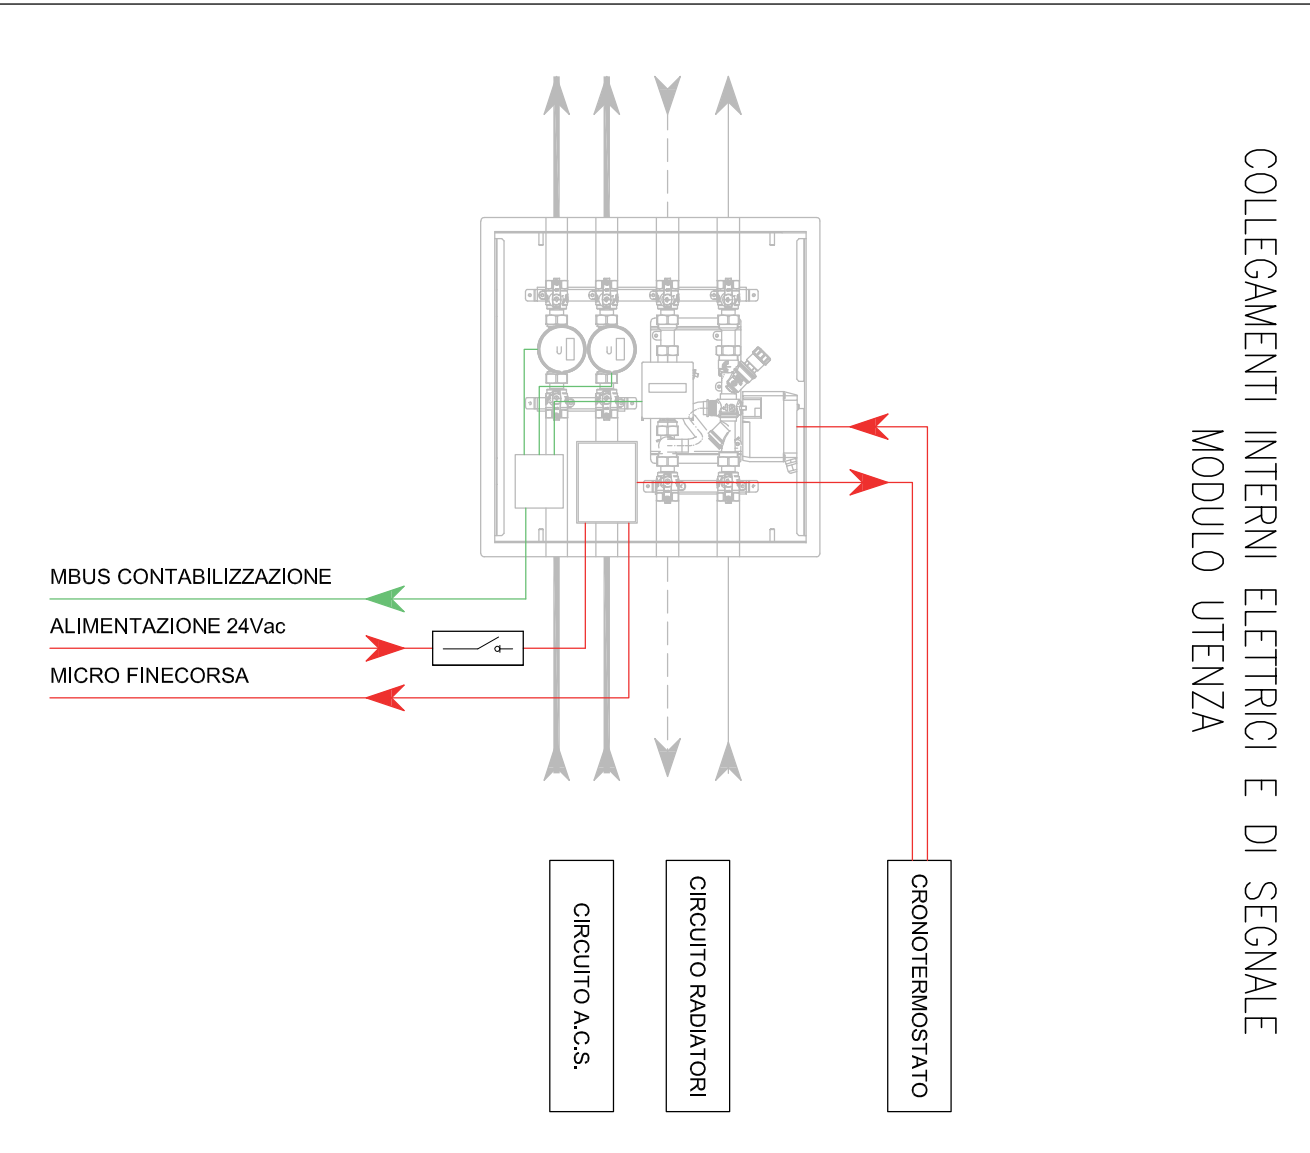 COLLEGAMENTI INTERNI ELETTRICI E DI SEGNALE
MODULO UTENZA
U
U
MBUS CONTABILIZZAZIONE
ALIMENTAZIONE 24Vac
MICRO FINECORSA
CIRCUITO A.C.S.
CIRCUITO RADIATORI
CRONOTERMOSTATO